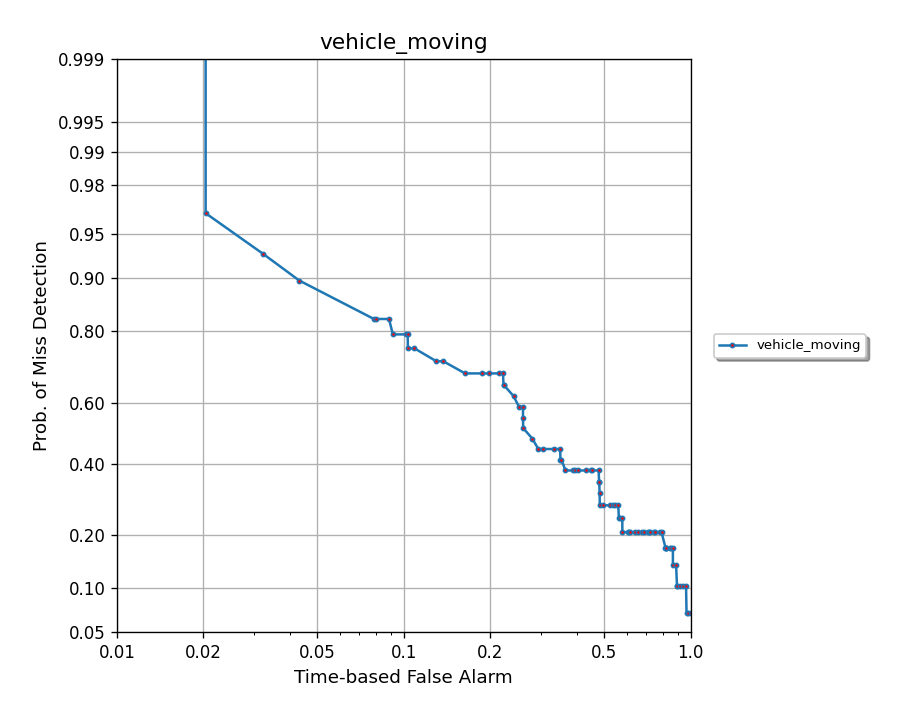 vehicle_moving
0.999
0.995
0.99
0.98
0.95
0.90
0.80
0.60
0.40
0.20
0.10
0.05
Prob. of Miss Detection
0.01 0.02 0.05 0.1 0.2 0.5 1.0
Time-based False Alarm
vehicle_moving